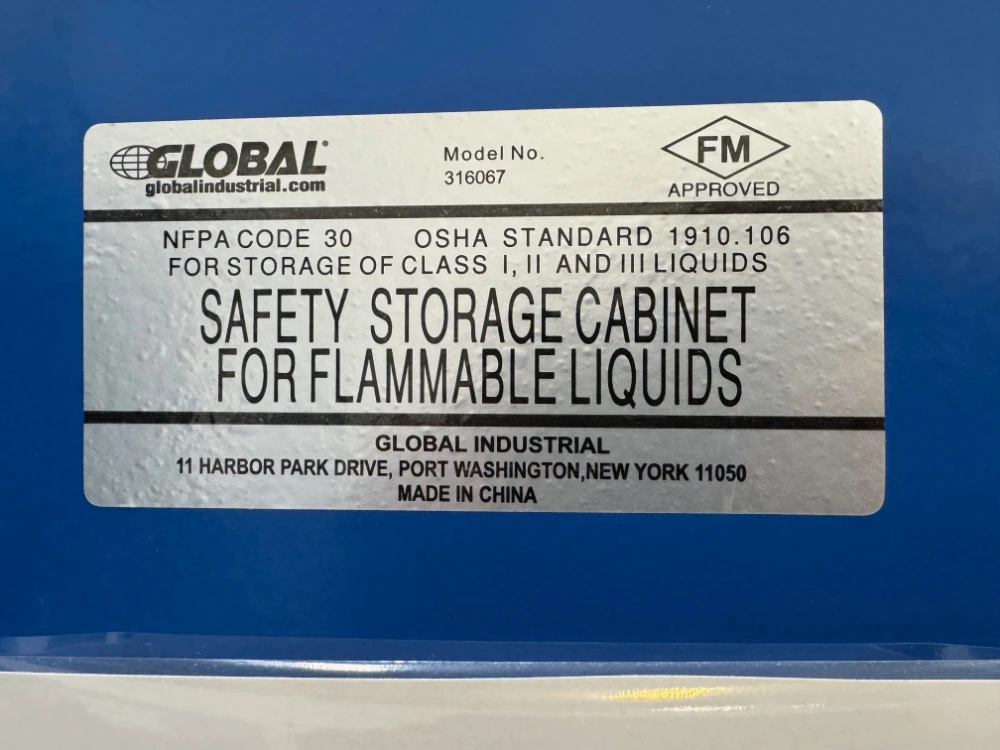 GLOBAL®
globalindustrial.com
Model No.
316067
FM
APPROVED
NFPA CODE 30 OSHA STANDARD 1910.106
FOR STORAGE OF CLASS I, II AND III LIQUIDS
SAFETY STORAGE CABINET
FOR FLAMMABLE LIQUIDS
GLOBAL INDUSTRIAL
11 HARBOR PARK DRIVE, PORT WASHINGTON,NEW YORK 11050
MADE IN CHINA